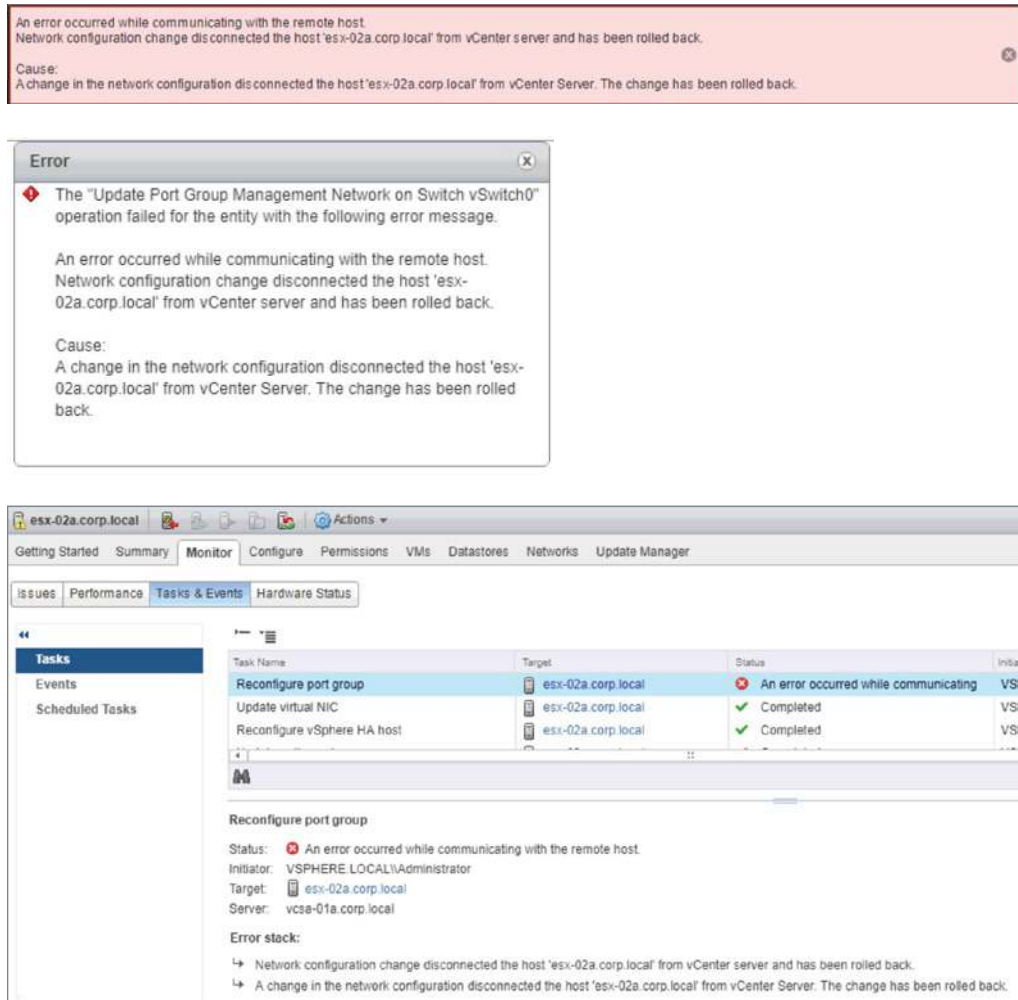 An error occurred while communicating with the remote host.
Network configuration change disconnected the host 'esx-02a.corp.local' from vCenter server and has been rolled back.
Cause:
A change in the network configuration disconnected the host 'esx-02a.corp.local' from vCenter Server. The change has been rolled back.
Error
The "Update Port Group Management Network on Switch vSwitch0"
operation failed for the entity with the following error message.
An error occurred while communicating with the remote host.
Network configuration change disconnected the host 'esx-
02a.corp.local' from vCenter server and has been rolled
back.
Cause:
A change in the network configuration disconnected the host 'esx-
02a.corp.local' from vCenter Server. The change has been rolled
back.
esx-02a.corp.local Actions
Getting Started Summary Monitor Configure Permissions VMs Datastores Networks Update Manager
Issues Performance Tasks & Events Hardware Status
Tasks
Events
Scheduled Tasks
Task Name Target Status
Reconfigure port group esx-02a.corp.local An error occurred while communicating
Update virtual NIC esx-02a.corp.local Completed
Reconfigure vSphere HA host esx-02a.corp.local Completed
Reconfigure port group
Status: An error occurred while communicating with the remote host.
Initiator: VSPHERE.LOCAL\\Administrator
Target: esx-02a.corp.local
Server: vcsa-01a.corp.local
Error stack:
Network configuration change disconnected the host 'esx-02a.corp.local' from vCenter server and has been rolled back.
A change in the network configuration disconnected the host 'esx-02a.corp.local' from vCenter Server. The change has been rolled back.